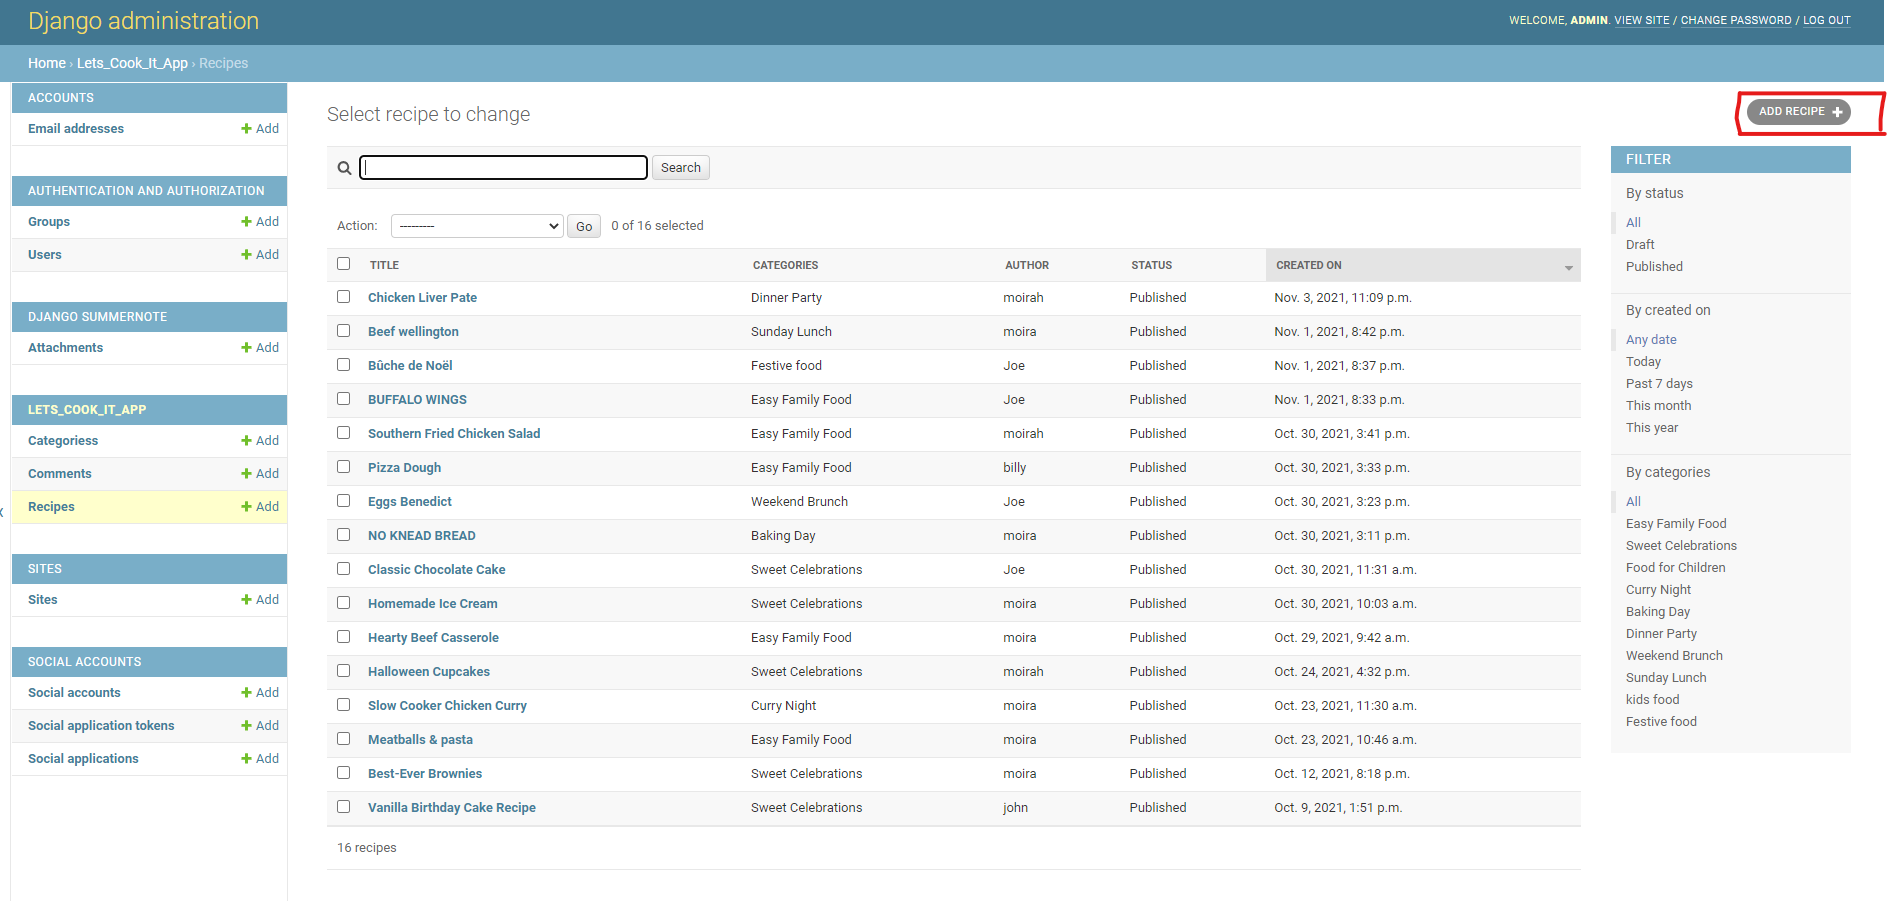 Django administration
WELCOME, ADMIN. VIEW SITE / CHANGE PASSWORD / LOG OUT
Home › Lets_Cook_It_App › Recipes
ACCOUNTS
Email addresses Add
AUTHENTICATION AND AUTHORIZATION
Groups Add
Users Add
DJANGO SUMMERNOTE
Attachments Add
LETS_COOK_IT_APP
Categoriess Add
Comments Add
Recipes Add
SITES
Sites Add
SOCIAL ACCOUNTS
Social accounts Add
Social application tokens Add
Social applications Add
Select recipe to change
ADD RECIPE
Search
Action: --------- Go 0 of 16 selected
TITLE CATEGORIES AUTHOR STATUS CREATED ON
Chicken Liver Pate Dinner Party moirah Published Nov. 3, 2021, 11:09 p.m.
Beef wellington Sunday Lunch moira Published Nov. 1, 2021, 8:42 p.m.
Bûche de Noël Festive food Joe Published Nov. 1, 2021, 8:37 p.m.
BUFFALO WINGS Easy Family Food Joe Published Nov. 1, 2021, 8:33 p.m.
Southern Fried Chicken Salad Easy Family Food moirah Published Oct. 30, 2021, 3:41 p.m.
Pizza Dough Easy Family Food billy Published Oct. 30, 2021, 3:33 p.m.
Eggs Benedict Weekend Brunch Joe Published Oct. 30, 2021, 3:23 p.m.
NO KNEAD BREAD Baking Day moira Published Oct. 30, 2021, 3:11 p.m.
Classic Chocolate Cake Sweet Celebrations Joe Published Oct. 30, 2021, 11:31 a.m.
Homemade Ice Cream Sweet Celebrations moira Published Oct. 30, 2021, 10:03 a.m.
Hearty Beef Casserole Easy Family Food moira Published Oct. 29, 2021, 9:42 a.m.
Halloween Cupcakes Sweet Celebrations moirah Published Oct. 24, 2021, 4:32 p.m.
Slow Cooker Chicken Curry Curry Night moira Published Oct. 23, 2021, 11:30 a.m.
Meatballs & pasta Easy Family Food moira Published Oct. 23, 2021, 10:46 a.m.
Best-Ever Brownies Sweet Celebrations moira Published Oct. 12, 2021, 8:18 p.m.
Vanilla Birthday Cake Recipe Sweet Celebrations john Published Oct. 9, 2021, 1:51 p.m.
16 recipes
FILTER
By status
All
Draft
Published
By created on
Any date
Today
Past 7 days
This month
This year
By categories
All
Easy Family Food
Sweet Celebrations
Food for Children
Curry Night
Baking Day
Dinner Party
Weekend Brunch
Sunday Lunch
kids food
Festive food